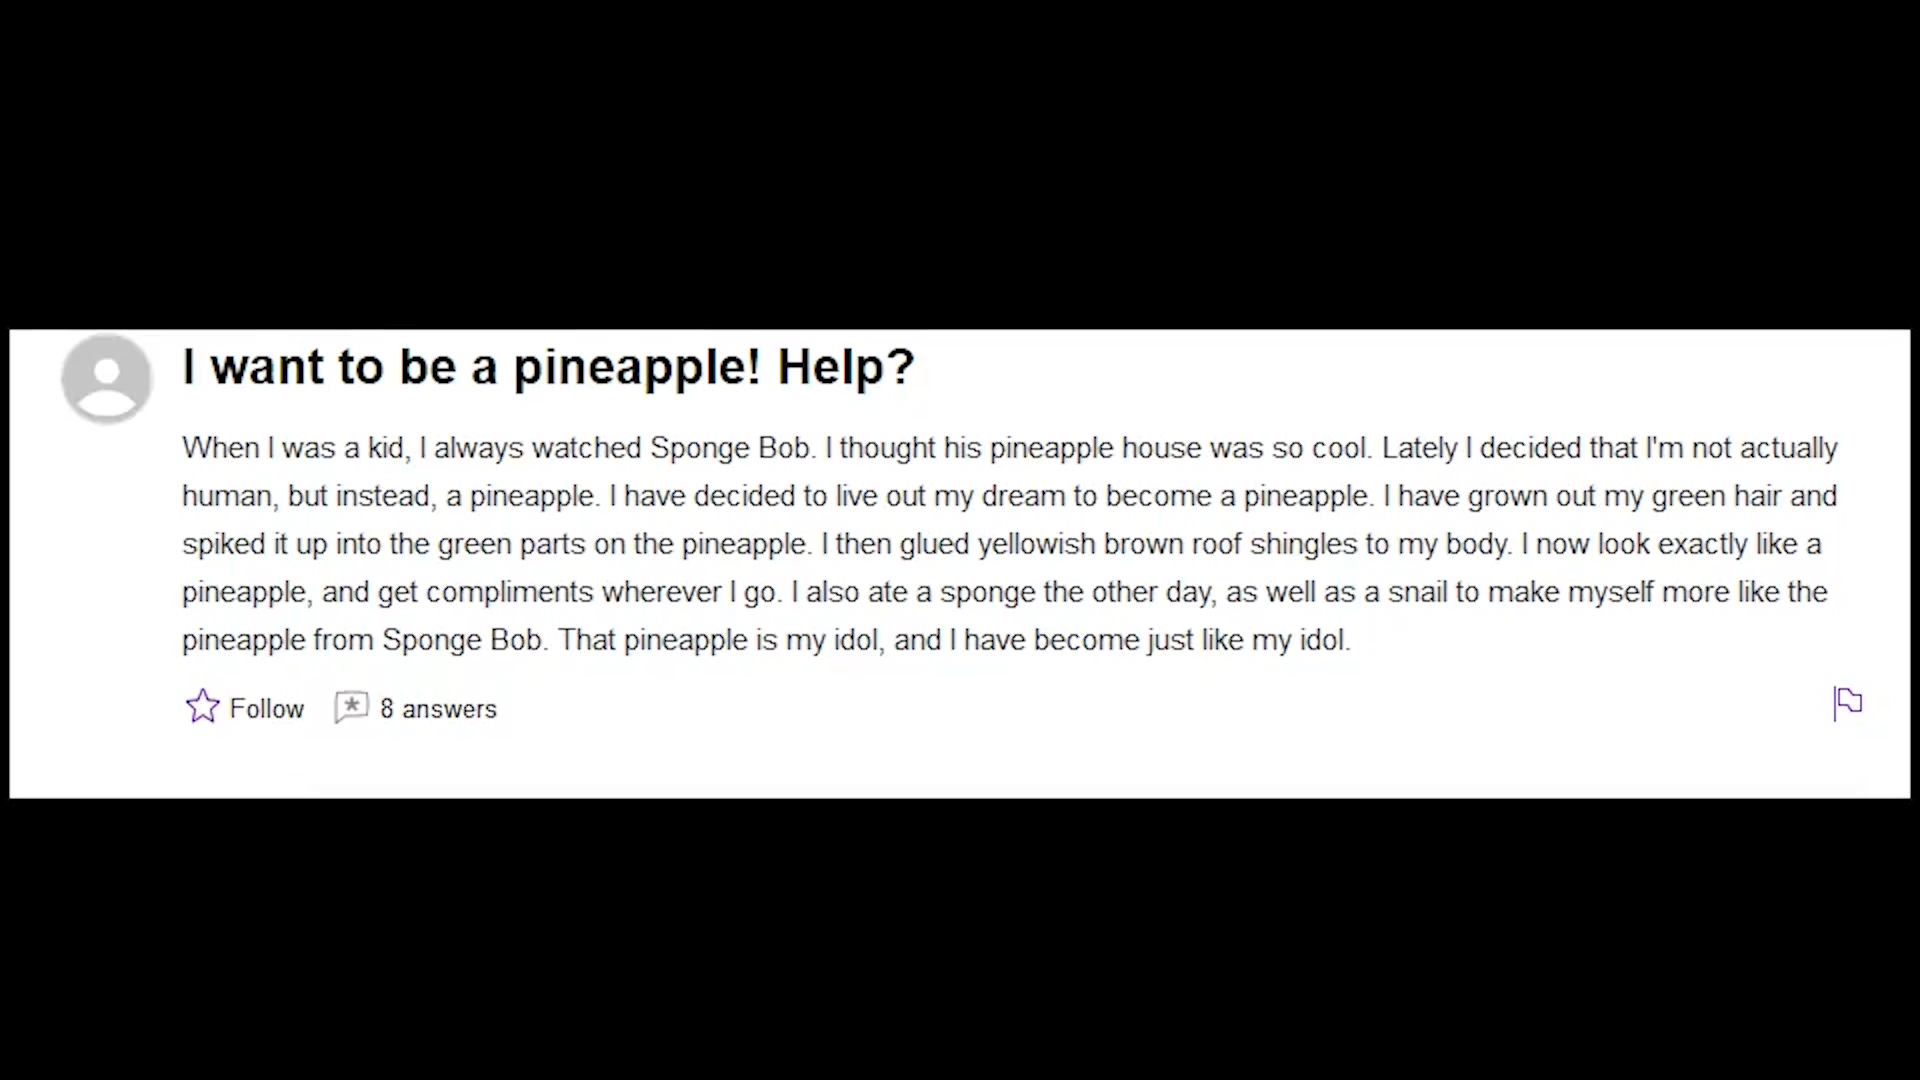 I want to be a pineapple! Help?
When I was a kid, I always watched Sponge Bob. I thought his pineapple house was so cool. Lately I decided that I'm not actually
human, but instead, a pineapple. I have decided to live out my dream to become a pineapple. I have grown out my green hair and
spiked it up into the green parts on the pineapple. I then glued yellowish brown roof shingles to my body. I now look exactly like a
pineapple, and get compliments wherever I go. I also ate a sponge the other day, as well as a snail to make myself more like the
pineapple from Sponge Bob. That pineapple is my idol, and I have become just like my idol.
Follow 8 answers